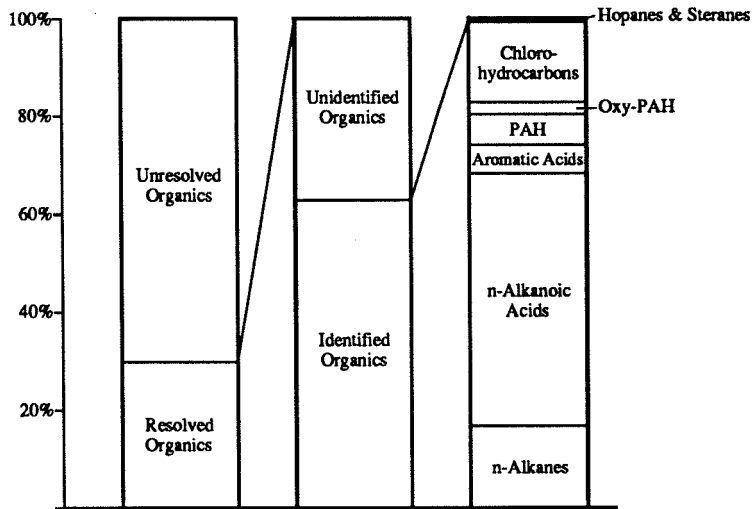 100%
80%
60%
40%
20%
Unresolved
Organics
Resolved
Organics
Unidentified
Organics
Identified
Organics
Hopanes & Steranes
Chloro-
hydrocarbons
Oxy-PAH
PAH
Aromatic Acids
n-Alkanoic
Acids
n-Alkanes